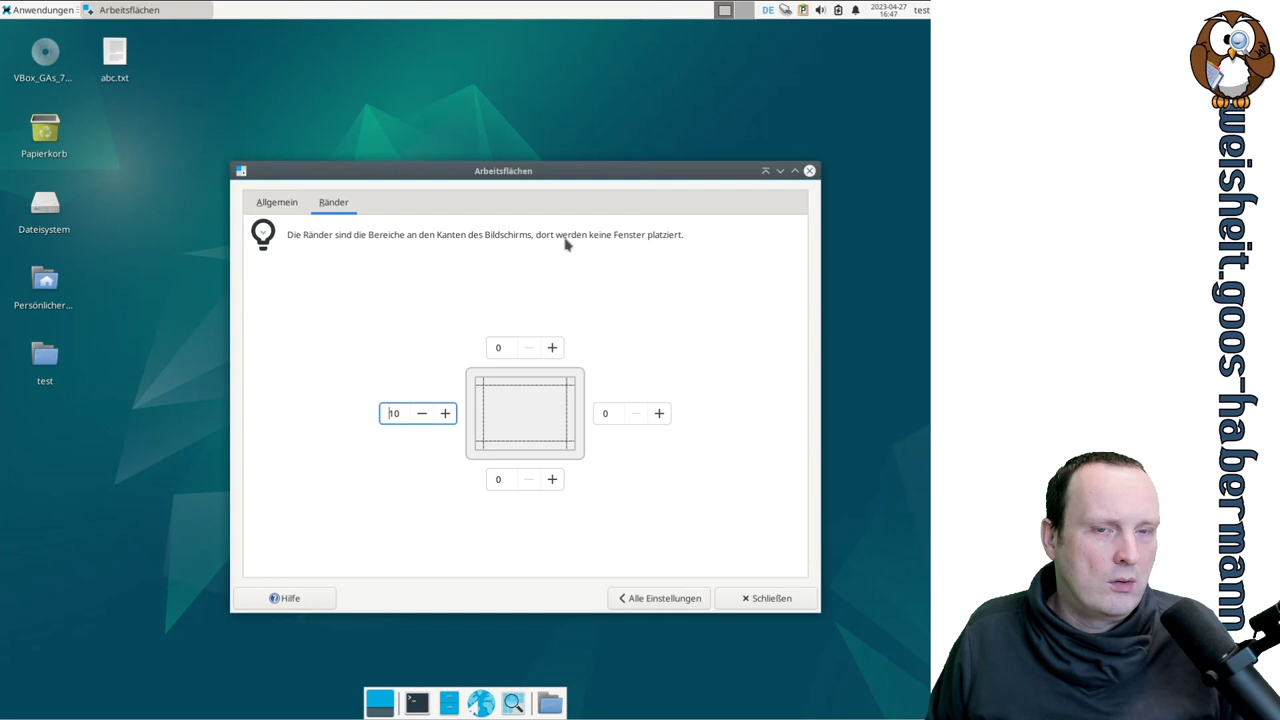 Anwendungen
Arbeitsflächen
DE
2023-04-27
16:47
test
VBox_GAs_7...
abc.txt
Papierkorb
Dateisystem
Persönlicher...
test
Arbeitsflächen
Allgemein
Ränder
Die Ränder sind die Bereiche an den Kanten des Bildschirms, dort werden keine Fenster platziert.
0
10
0
0
Hilfe
Alle Einstellungen
Schließen
weisheit.goos-habermann